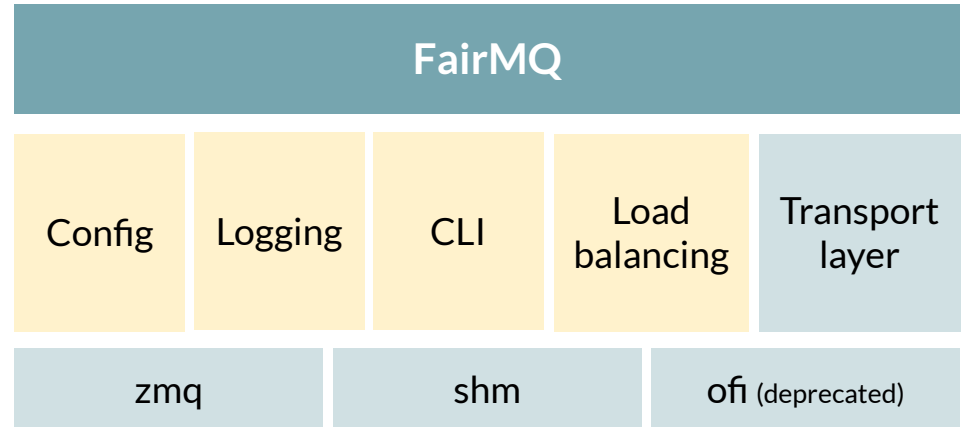 FairMQ
Config
Logging
CLI
Load
balancing
Transport
layer
zmq
shm
ofi (deprecated)